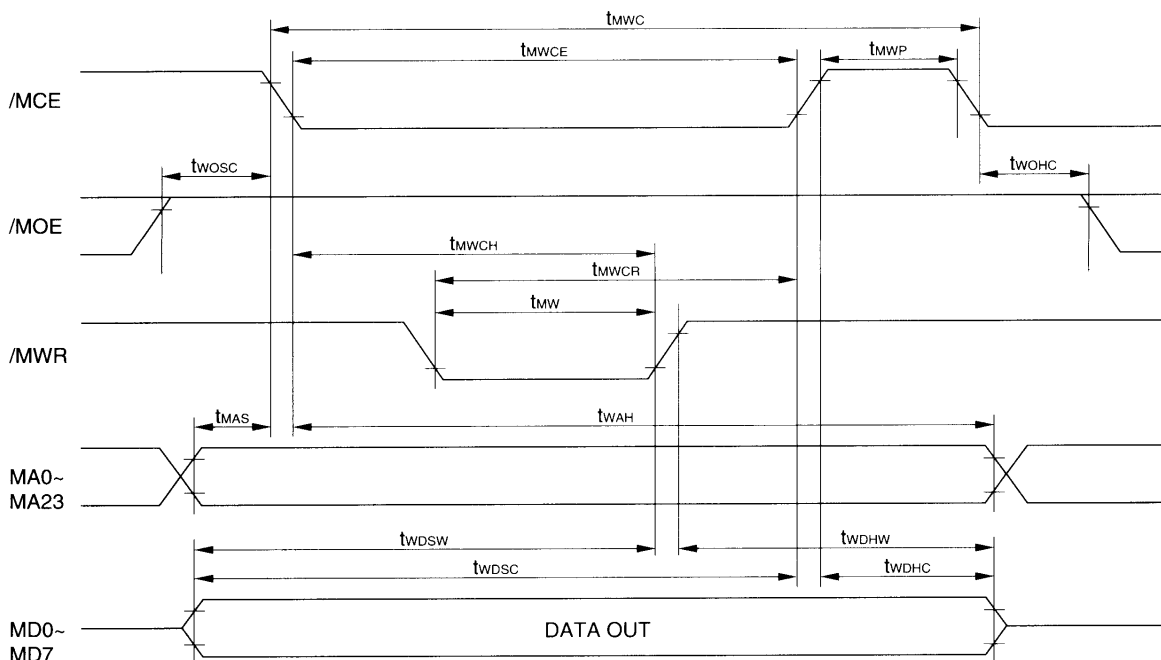 tMWC
tMWCE
tMWP
/MCE
tWOSC
tWOHC
/MOE
tMWCH
tMWCR
tMW
/MWR
tMAS
tWAH
MA0~
MA23
tWDSW
tWDHW
tWDSC
tWDHC
MD0~
DATA OUT
MD7